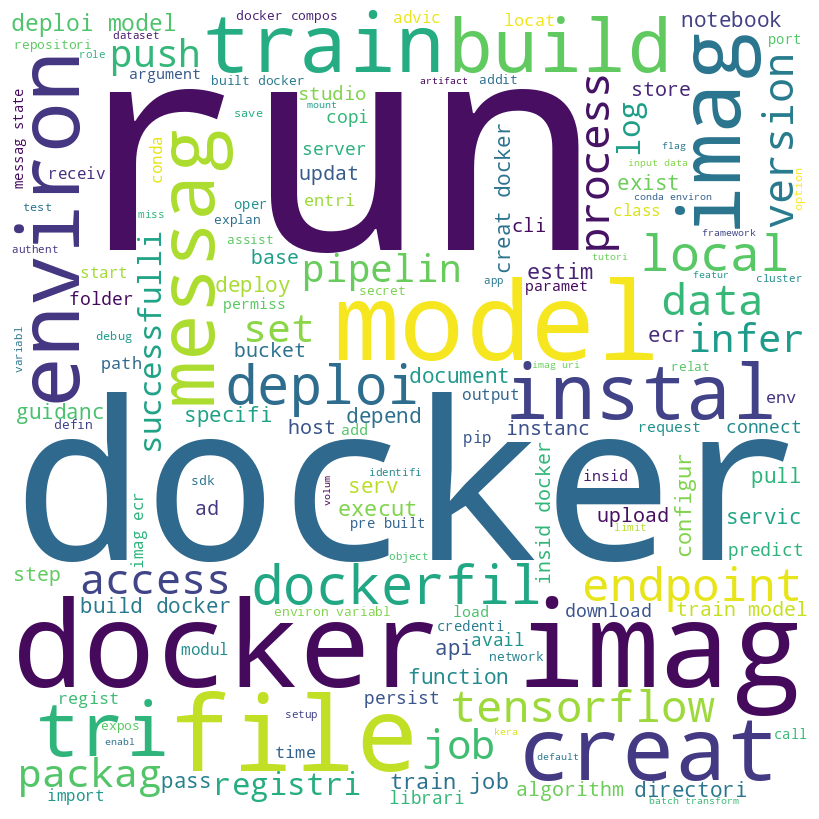 docker compos
advic
locat
notebook
deploi model
dataset
repositori
role
push
train
build
port
argument
built docker
artifact
addit
imag
environ
run
studio
store
messag state
save
mount
copi
log
version
process
messag
conda
server
creat docker
flag
receiv
updat
input data
exist
conda environ
option
test
miss
oper
entri
class
explan
cli
framework
authent
assist
successfulli
base
local
tutori
start
pipelin
estim
featur
cluster
deploy
app
folder
permiss
secret
paramet
data
variabl
debug
set
model
ecr
infer
path
bucket
imag uri
relat
deploi
document
instal
output
env
guidanc
specifi
depend
defin
host
add
instanc
request
connect
pip
docker
identifi
insid
pull
sdk
volum
serv
configur
ad
execut
upload
servic
imag ecr
pre built
insid docker
limit
object
predict
step
access
dockerfil
endpoint
build docker
environ variabl
load
download
train model
credenti
avail
docker imag
modul
api
network
function
regist
persist
file
tensorflow
tri
setup
expos
kera
creat
call
enabl
time
job
default
packag
pass
registri
train job
algorithm
directori
import
librari
batch transform